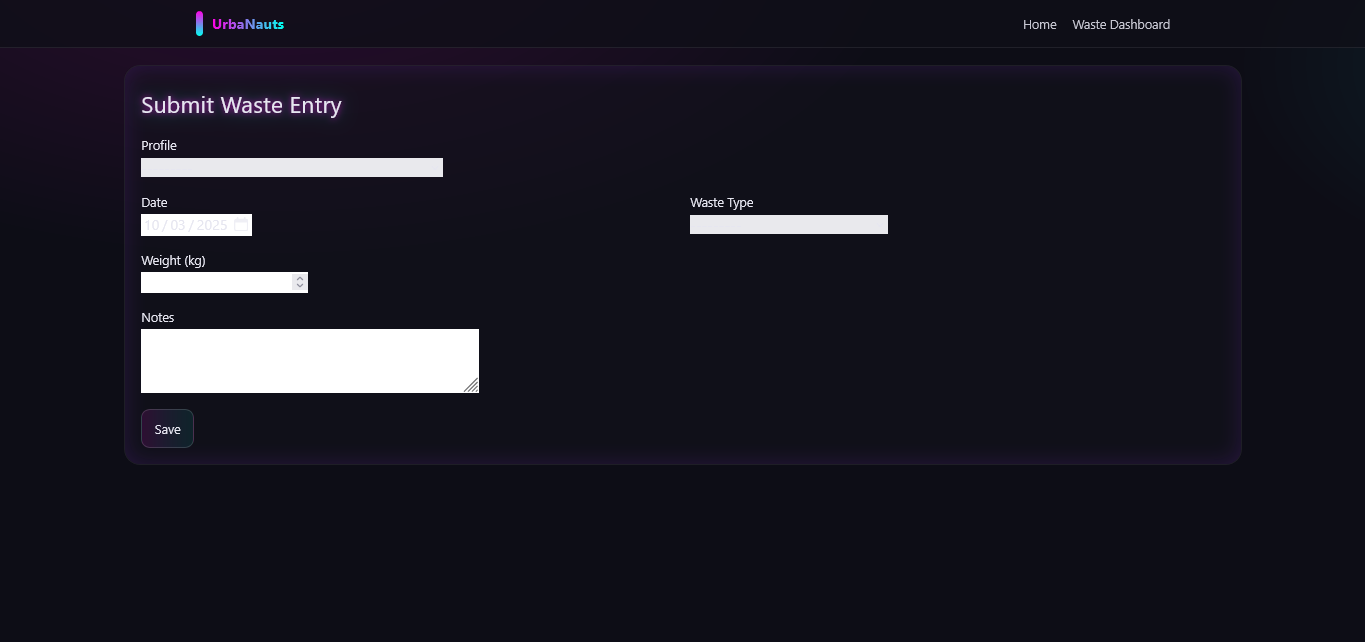 UrbaNauts
Home Waste Dashboard
Submit Waste Entry
Profile
Date Waste Type
10/03/2025
Weight (kg)
Notes
Save